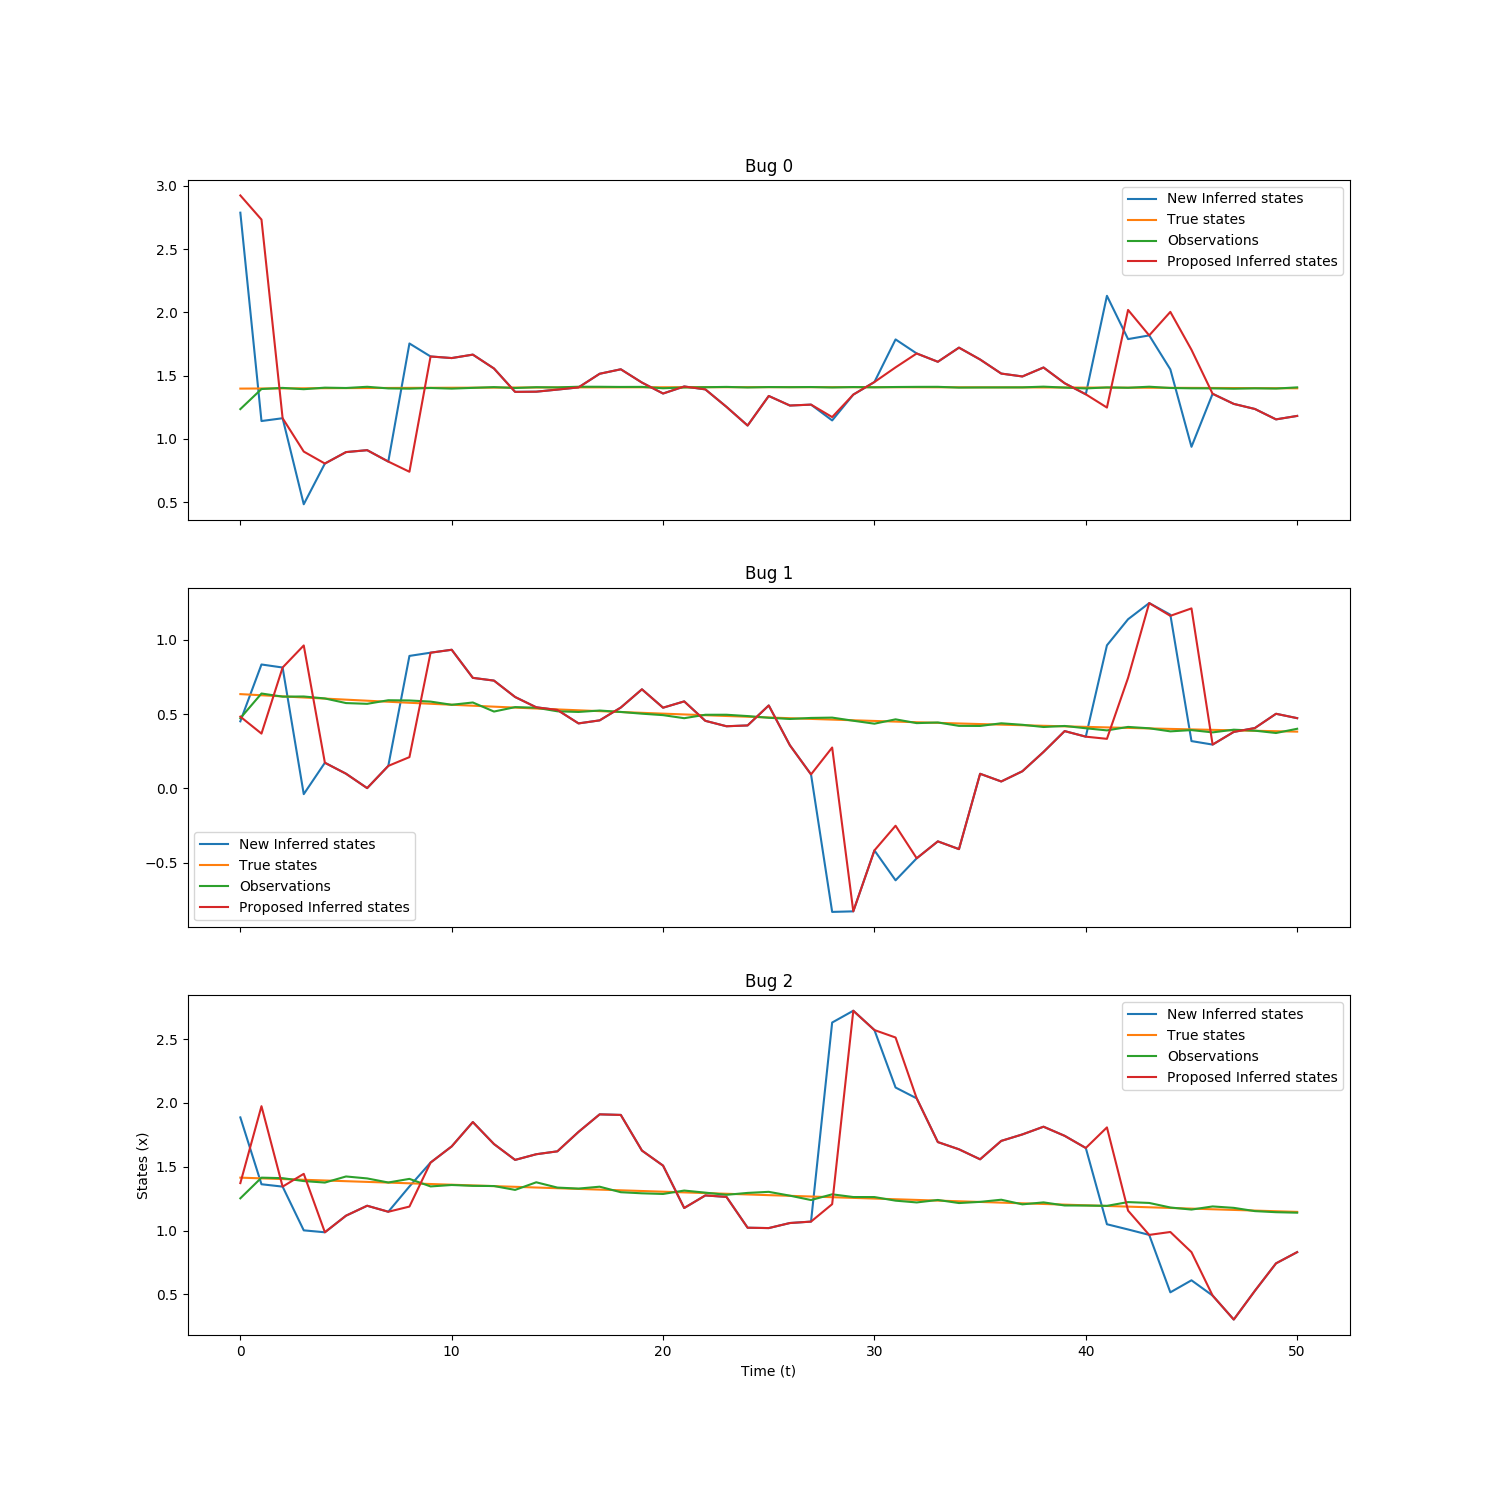 Bug 0
3.0
2.5
2.0
1.5
1.0
0.5
New Inferred states
True states
Observations
Proposed Inferred states
Bug 1
1.0
0.5
0.0
−0.5
New Inferred states
True states
Observations
Proposed Inferred states
Bug 2
States (x)
2.5
2.0
1.5
1.0
0.5
New Inferred states
True states
Observations
Proposed Inferred states
0 10 20 30 40 50
Time (t)